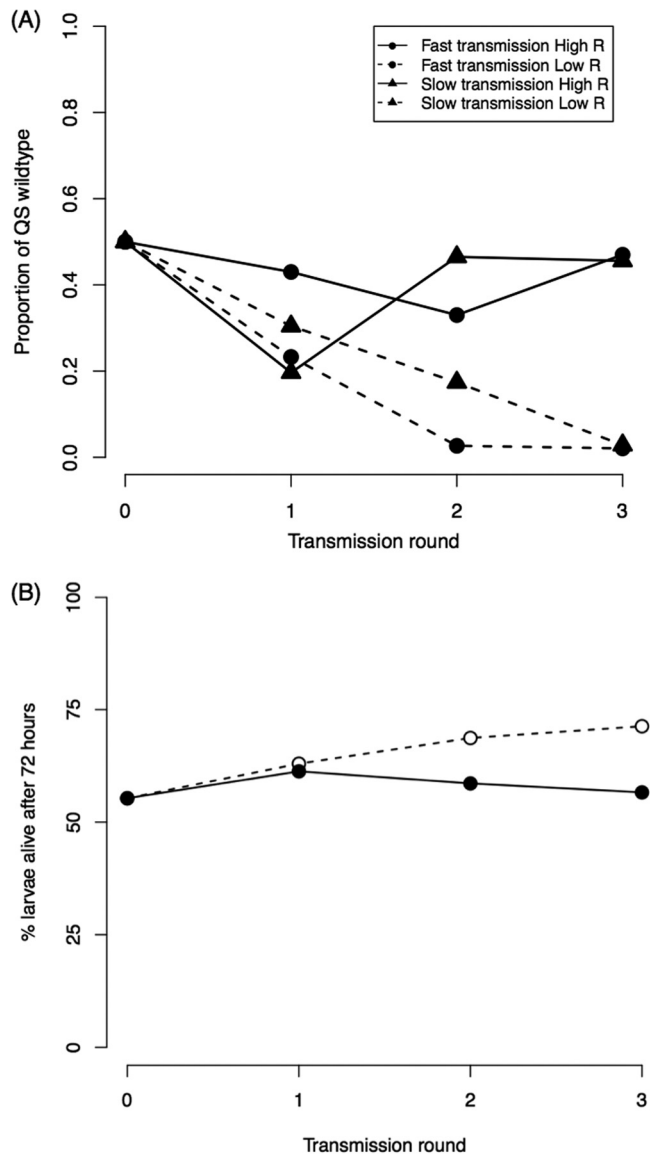 (A)
1.0
0.8
0.6
0.4
0.2
0.0
Proportion of QS wildtype
Fast transmission High R
Fast transmission Low R
Slow transmission High R
Slow transmission Low R
0 1 2 3
Transmission round
(B)
100
75
50
25
0
% larvae alive after 72 hours
0 1 2 3
Transmission round